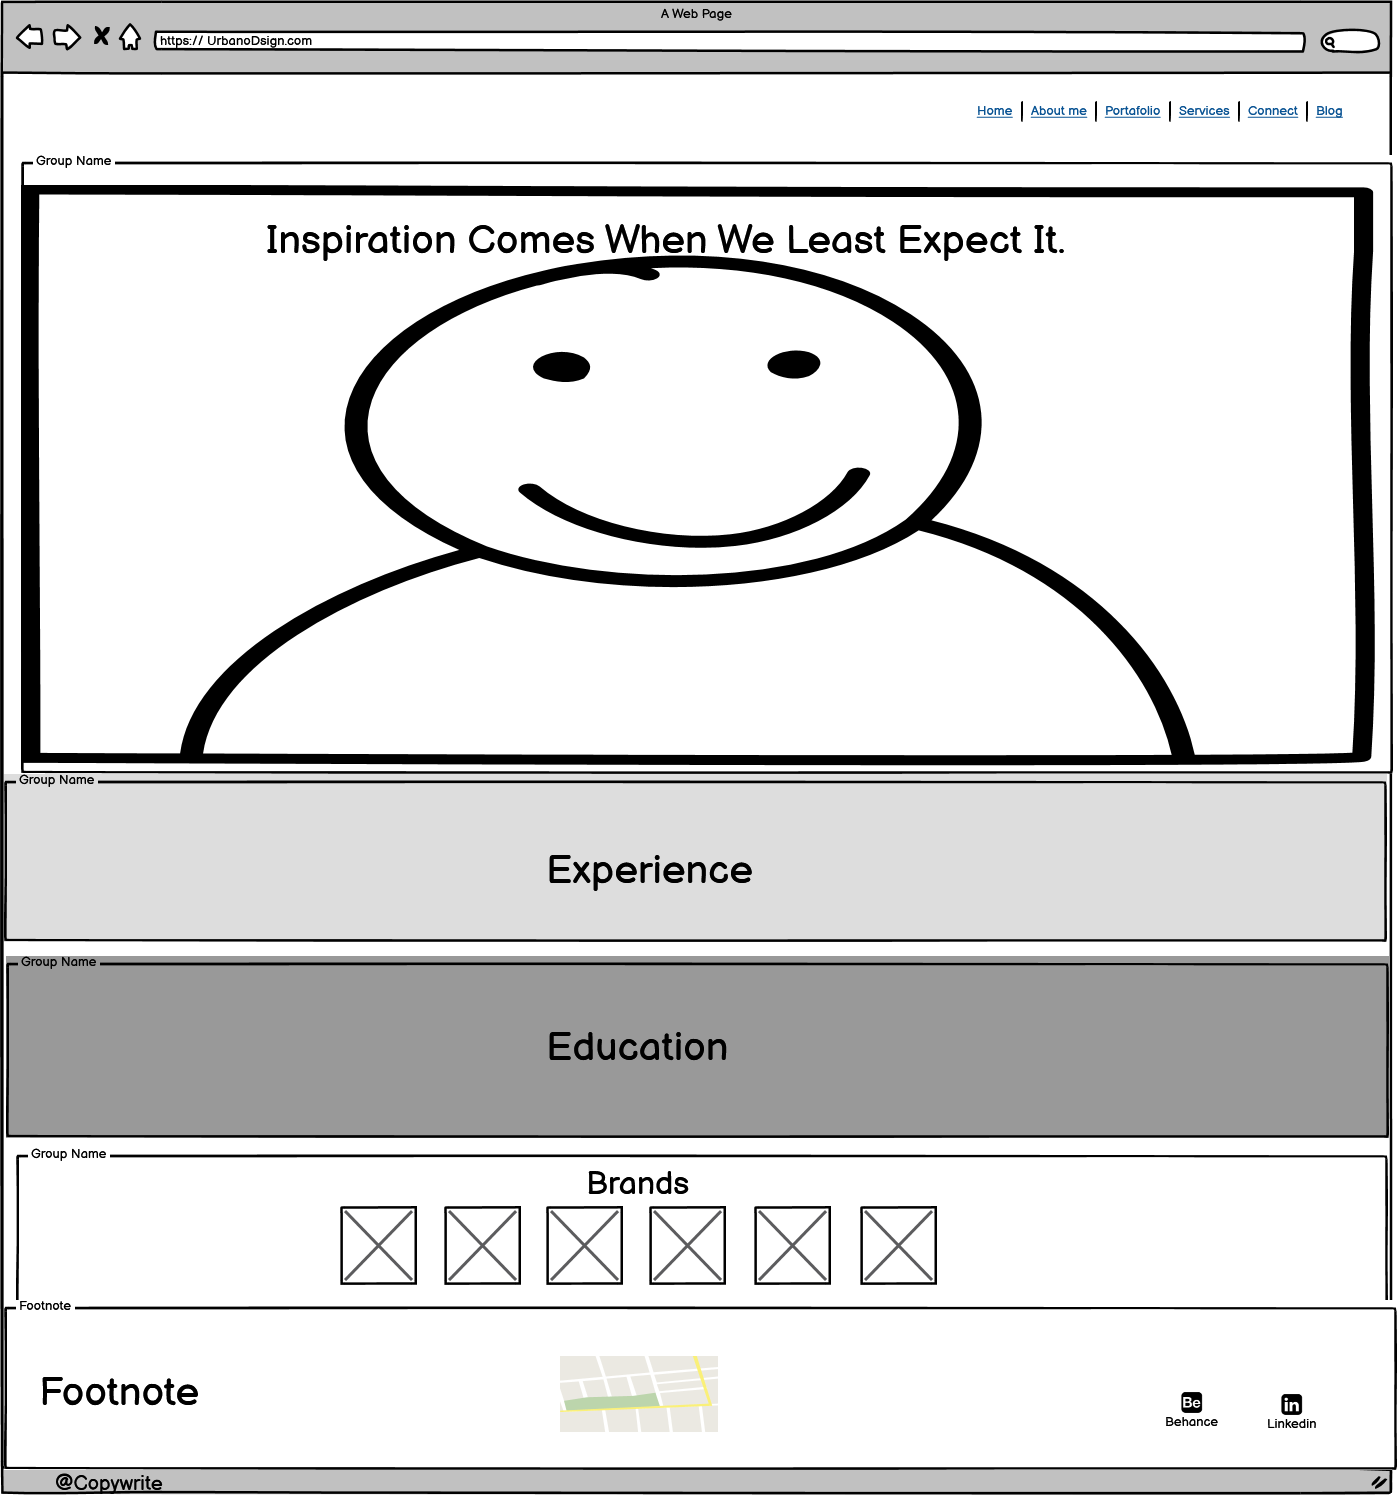 A Web Page
https:// UrbanoDsign.com
Home | About me | Portafolio | Services | Connect | Blog
Group Name
Inspiration Comes When We Least Expect It.
Group Name
Experience
Group Name
Education
Group Name
Brands
Footnote
Footnote
Be
in
Behance
Linkedin
@Copywrite